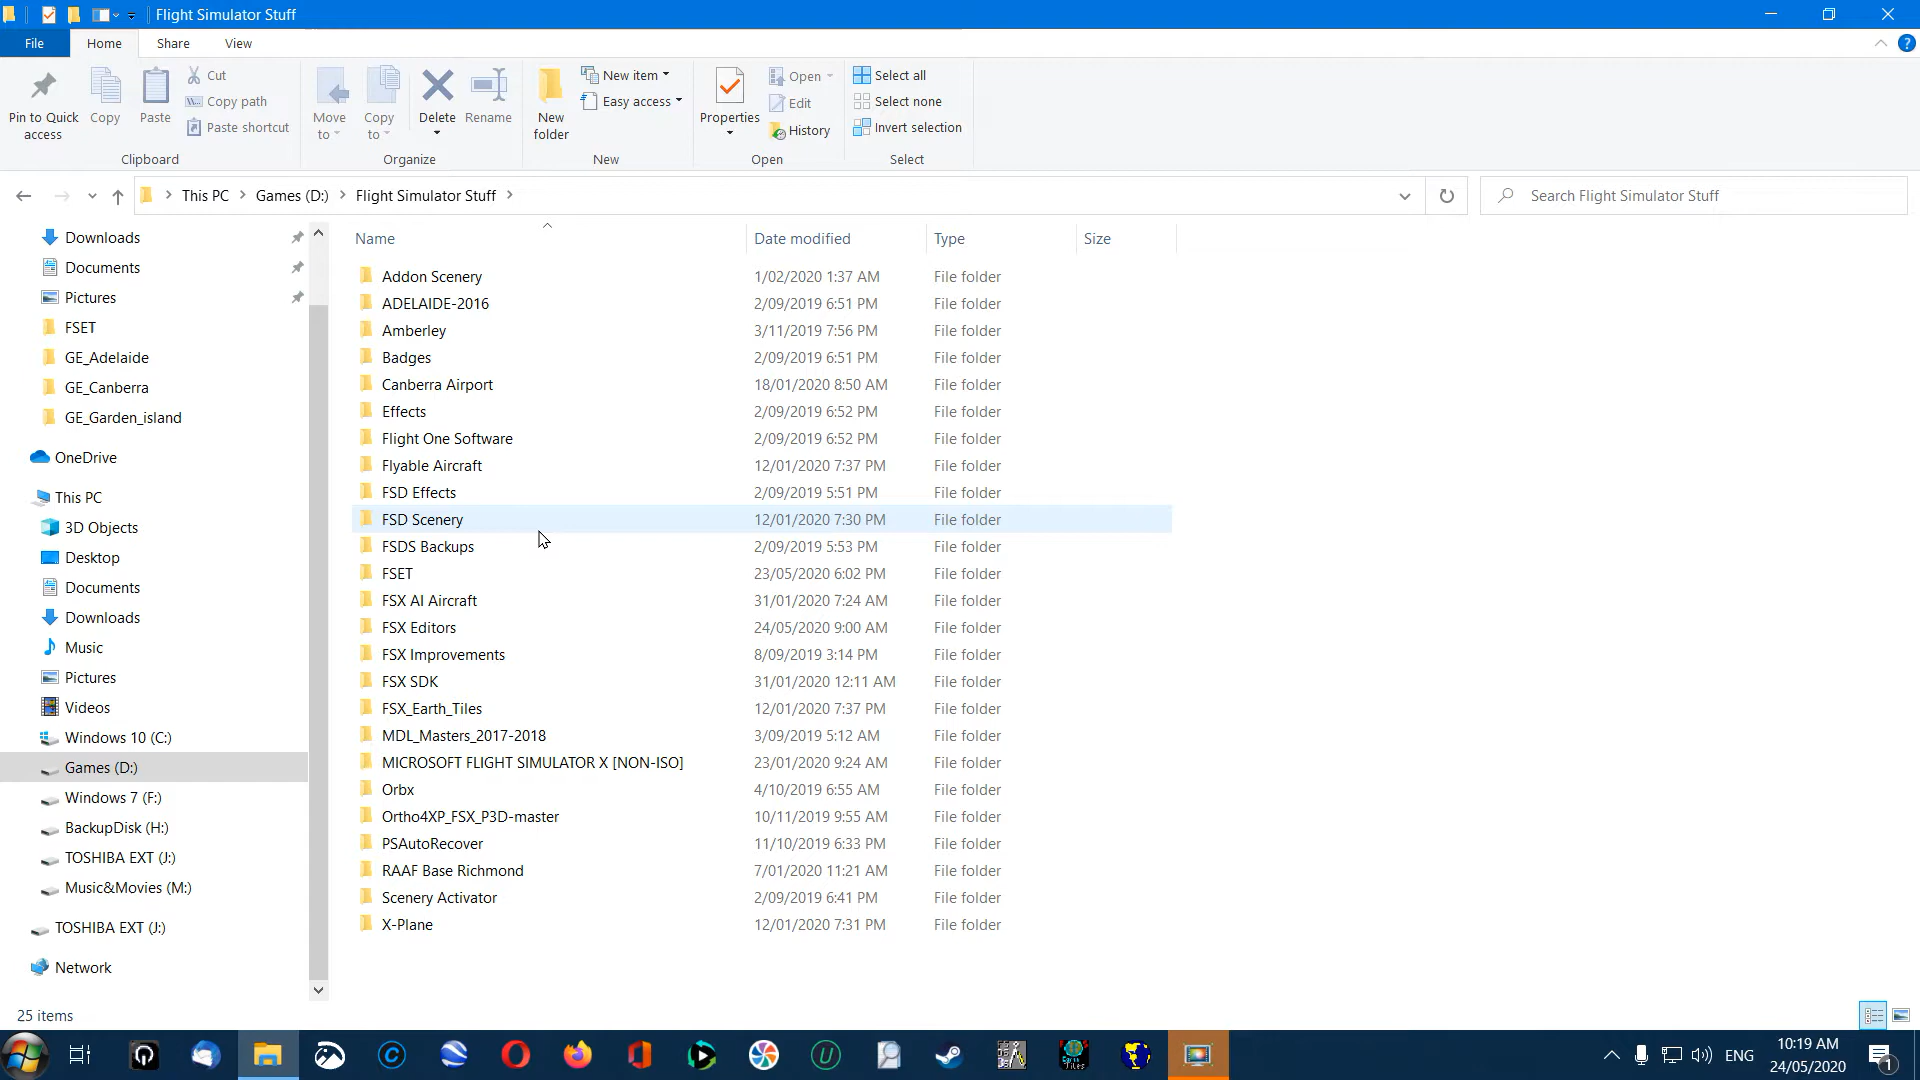 Flight Simulator Stuff
File Home Share View
Pin to Quick access
Copy
Paste
Cut
Copy path
Paste shortcut
Clipboard
Move to
Copy to
Delete
Rename
Organize
New folder
New item
Easy access
New
Properties
Open
Edit
History
Open
Select all
Select none
Invert selection
Select
This PC Games (D:) Flight Simulator Stuff
Search Flight Simulator Stuff
Downloads
Documents
Pictures
FSET
GE_Adelaide
GE_Canberra
GE_Garden_island
OneDrive
This PC
3D Objects
Desktop
Documents
Downloads
Music
Pictures
Videos
Windows 10 (C:)
Games (D:)
Windows 7 (F:)
BackupDisk (H:)
TOSHIBA EXT (J:)
Music&Movies (M:)
TOSHIBA EXT (J:)
Network
Name Date modified Type Size
Addon Scenery 1/02/2020 1:37 AM File folder
ADELAIDE-2016 2/09/2019 6:51 PM File folder
Amberley 3/11/2019 7:56 PM File folder
Badges 2/09/2019 6:51 PM File folder
Canberra Airport 18/01/2020 8:50 AM File folder
Effects 2/09/2019 6:52 PM File folder
Flight One Software 2/09/2019 6:52 PM File folder
Flyable Aircraft 12/01/2020 7:37 PM File folder
FSD Effects 2/09/2019 5:51 PM File folder
FSD Scenery 12/01/2020 7:30 PM File folder
FSDS Backups 2/09/2019 5:53 PM File folder
FSET 23/05/2020 6:02 PM File folder
FSX AI Aircraft 31/01/2020 7:24 AM File folder
FSX Editors 24/05/2020 9:00 AM File folder
FSX Improvements 8/09/2019 3:14 PM File folder
FSX SDK 31/01/2020 12:11 AM File folder
FSX_Earth_Tiles 12/01/2020 7:37 PM File folder
MDL_Masters_2017-2018 3/09/2019 5:12 AM File folder
MICROSOFT FLIGHT SIMULATOR X [NON-ISO] 23/01/2020 9:24 AM File folder
Orbx 4/10/2019 6:55 AM File folder
Ortho4XP_FSX_P3D-master 10/11/2019 9:55 AM File folder
PSAutoRecover 11/10/2019 6:33 PM File folder
RAAF Base Richmond 7/01/2020 11:21 AM File folder
Scenery Activator 2/09/2019 6:41 PM File folder
X-Plane 12/01/2020 7:31 PM File folder
25 items
ENG
10:19 AM
24/05/2020
1